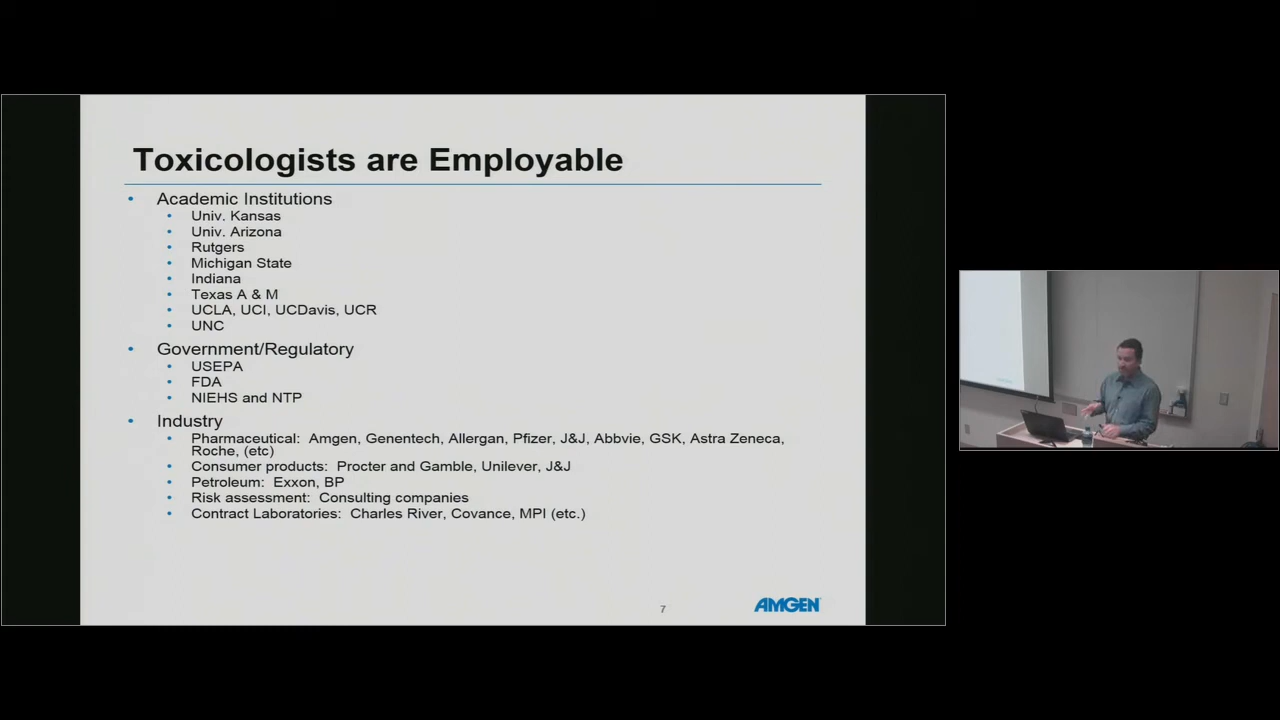 Toxicologists are Employable
• Academic Institutions
• Univ. Kansas
• Univ. Arizona
• Rutgers
• Michigan State
• Indiana
• Texas A & M
• UCLA, UCI, UCDavis, UCR
• UNC
• Government/Regulatory
• USEPA
• FDA
• NIEHS and NTP
• Industry
• Pharmaceutical: Amgen, Genentech, Allergan, Pfizer, J&J, Abbvie, GSK, Astra Zeneca,
Roche, (etc)
• Consumer products: Procter and Gamble, Unilever, J&J
• Petroleum: Exxon, BP
• Risk assessment: Consulting companies
• Contract Laboratories: Charles River, Covance, MPI (etc.)
7
AMGEN